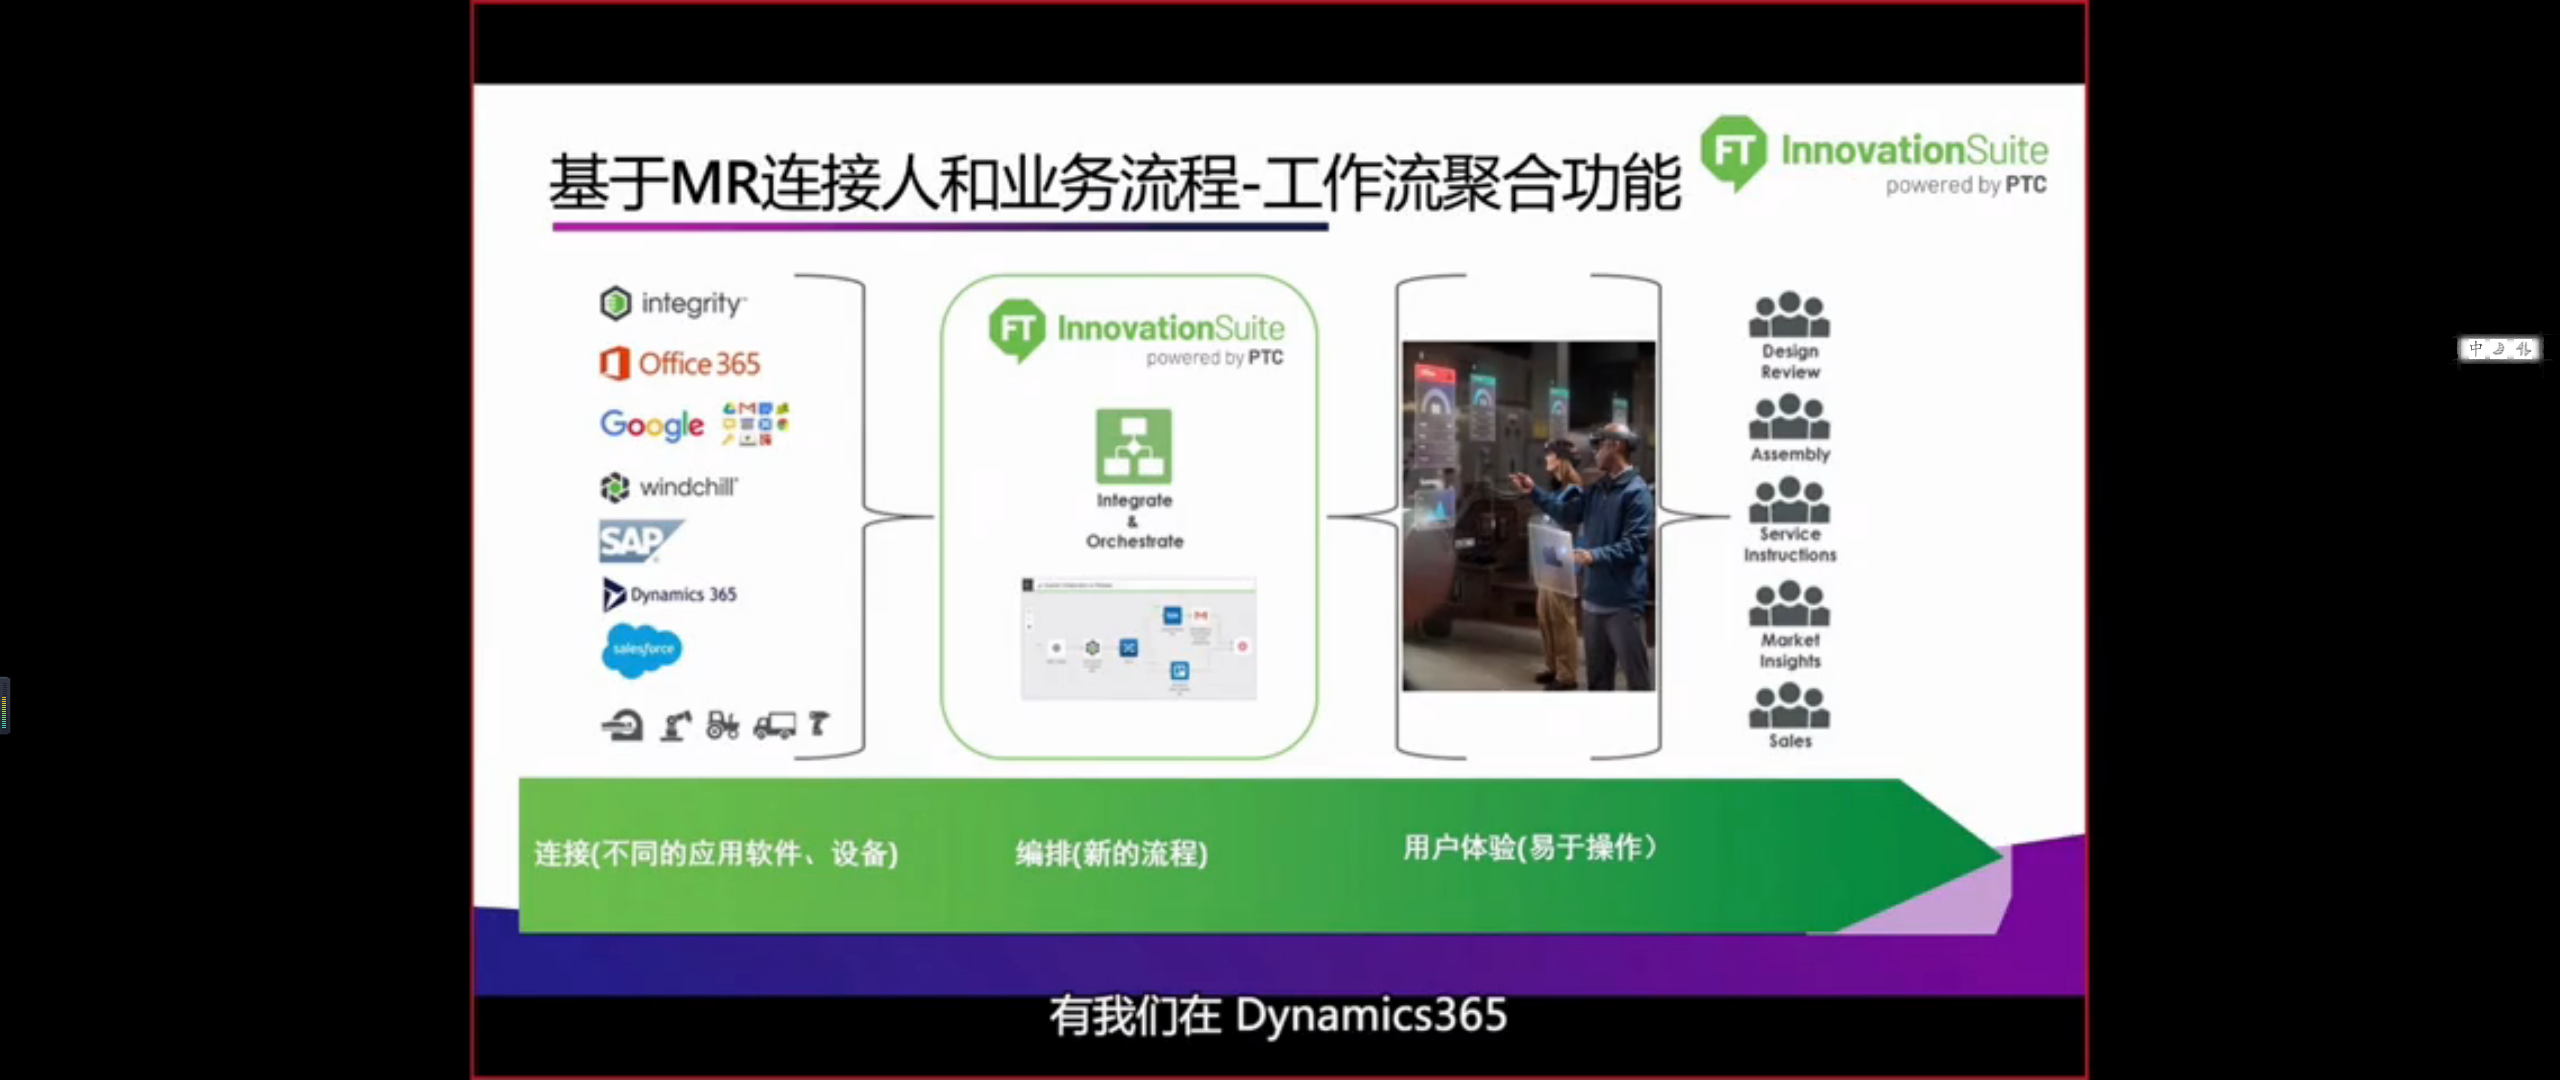 基于MR连接人和业务流程-工作流聚合功能
FT InnovationSuite
powered by PTC
integrity
Office 365
Google
windchill
SAP
Dynamics 365
salesforce
FT InnovationSuite
powered by PTC
Integrate
&
Orchestrate
Design
Review
Assembly
Service
Instructions
Market
Insights
Sales
连接(不同的应用软件、设备)
编排(新的流程)
用户体验(易于操作）
有我们在 Dynamics365
中